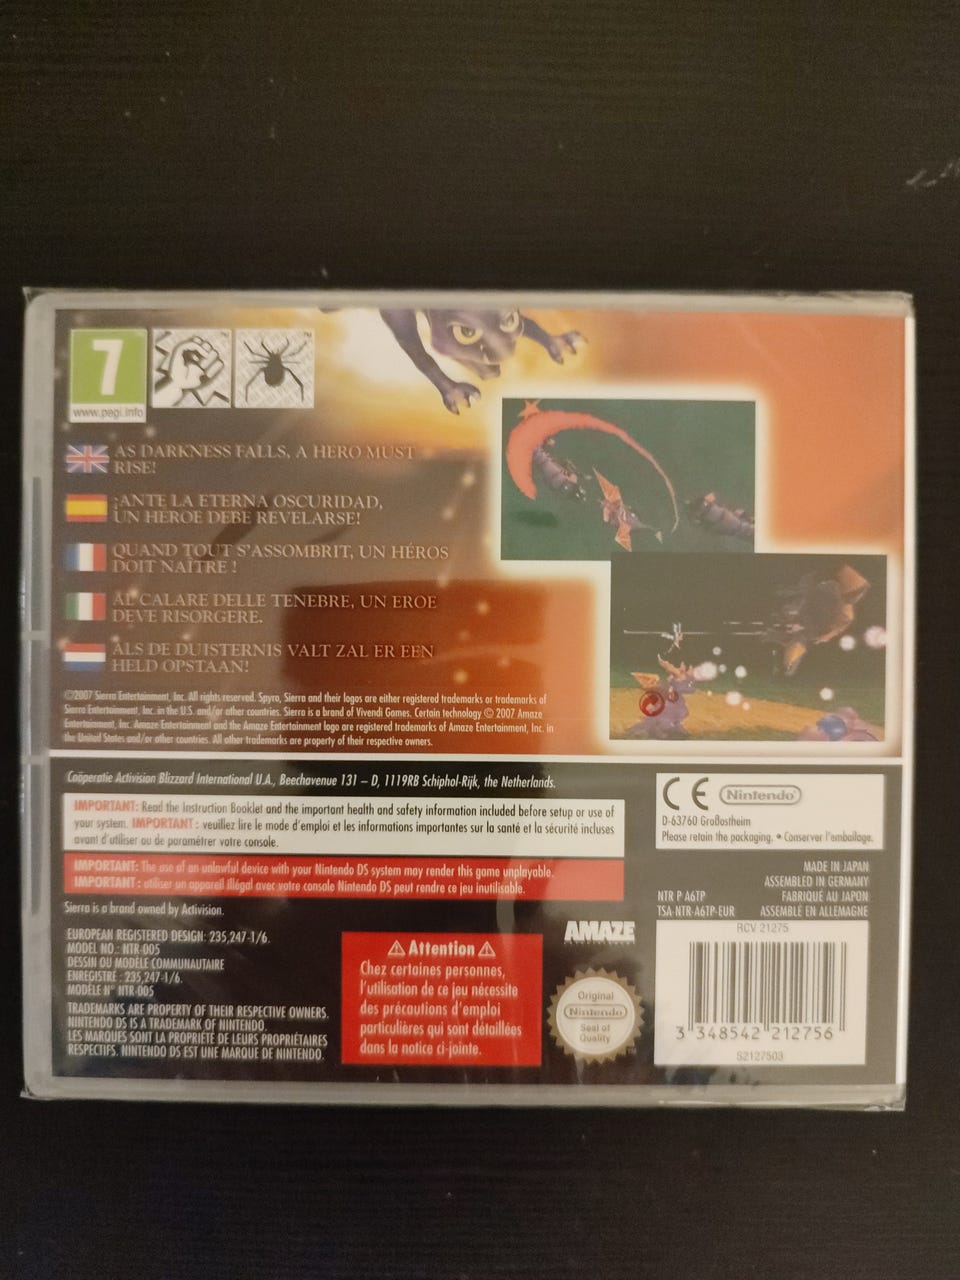 7
www.pegi.info
AS DARKNESS FALLS, A HERO MUST
RISE!
¡ANTE LA ETERNA OSCURIDAD,
UN HEROE DEBE REVELARSE!
QUAND TOUT S'ASSOMBRIT, UN HÉROS
DOIT NAÎTRE !
AL CALARE DELLE TENEBRE, UN EROE
DEVE RISORGERE.
ALS DE DUISTERNIS VALT ZAL ER EEN
HELD OPSTAAN!
©2007 Sierra Entertainment, Inc. All rights reserved. Spyro, Sierra and their logos are either registered trademarks or trademarks of
Sierra Entertainment, Inc. in the U.S. and/or other countries. Sierra is a brand of Vivendi Games. Certain technology © 2007 Amaze
Entertainment, Inc. Amaze Entertainment and the Amaze Entertainment logo are registered trademarks of Amaze Entertainment, Inc. in
the United States and/or other countries. All other trademarks are property of their respective owners.
Coöperatie Activision Blizzard International U.A., Beechavenue 131 – D, 1119RB Schiphol-Rijk, the Netherlands.
IMPORTANT: Read the Instruction Booklet and the important health and safety information included before setup or use of
your system. IMPORTANT : veuillez lire le mode d'emploi et les informations importantes sur la santé et la sécurité incluses
avant d'utiliser ou de paramétrer votre console.
IMPORTANT: The use of an unlawful device with your Nintendo DS system may render this game unplayable.
IMPORTANT : utiliser un appareil illégal avec votre console Nintendo DS peut rendre ce jeu inutilisable.
Sierra is a brand owned by Activision.
EUROPEAN REGISTERED DESIGN: 235,247-1/6.
MODEL NO.: NTR-005
DESSIN OU MODÈLE COMMUNAUTAIRE
ENREGISTRÉ : 235,247-1/6.
MODÈLE N° NTR-005
TRADEMARKS ARE PROPERTY OF THEIR RESPECTIVE OWNERS.
NINTENDO DS IS A TRADEMARK OF NINTENDO.
LES MARQUES SONT LA PROPRIÉTÉ DE LEURS PROPRIÉTAIRES
RESPECTIFS. NINTENDO DS EST UNE MARQUE DE NINTENDO.
⚠ Attention ⚠
Chez certaines personnes,
l'utilisation de ce jeu nécessite
des précautions d'emploi
particulières qui sont détaillées
dans la notice ci-jointe.
AMAZE
Original
Nintendo
Seal of
Quality
CE Nintendo
D-63760 Großostheim
Please retain the packaging. • Conserver l'emballage.
MADE IN JAPAN
ASSEMBLED IN GERMANY
NTR P A6TP FABRIQUÉ AU JAPON
TSA-NTR-A6TP-EUR ASSEMBLÉ EN ALLEMAGNE
RCV 21275
3 348542 212756
S2127503